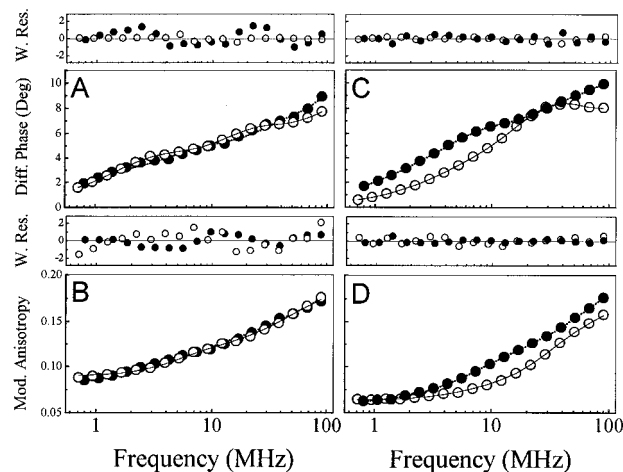 W. Res.
2
0
-2
A
C
Diff. Phase (Deg)
10
8
6
4
2
0
W. Res.
2
0
-2
B
D
Mod. Anisotropy
0.20
0.15
0.10
0.05
1 10 100
1 10 100
Frequency (MHz)
Frequency (MHz)